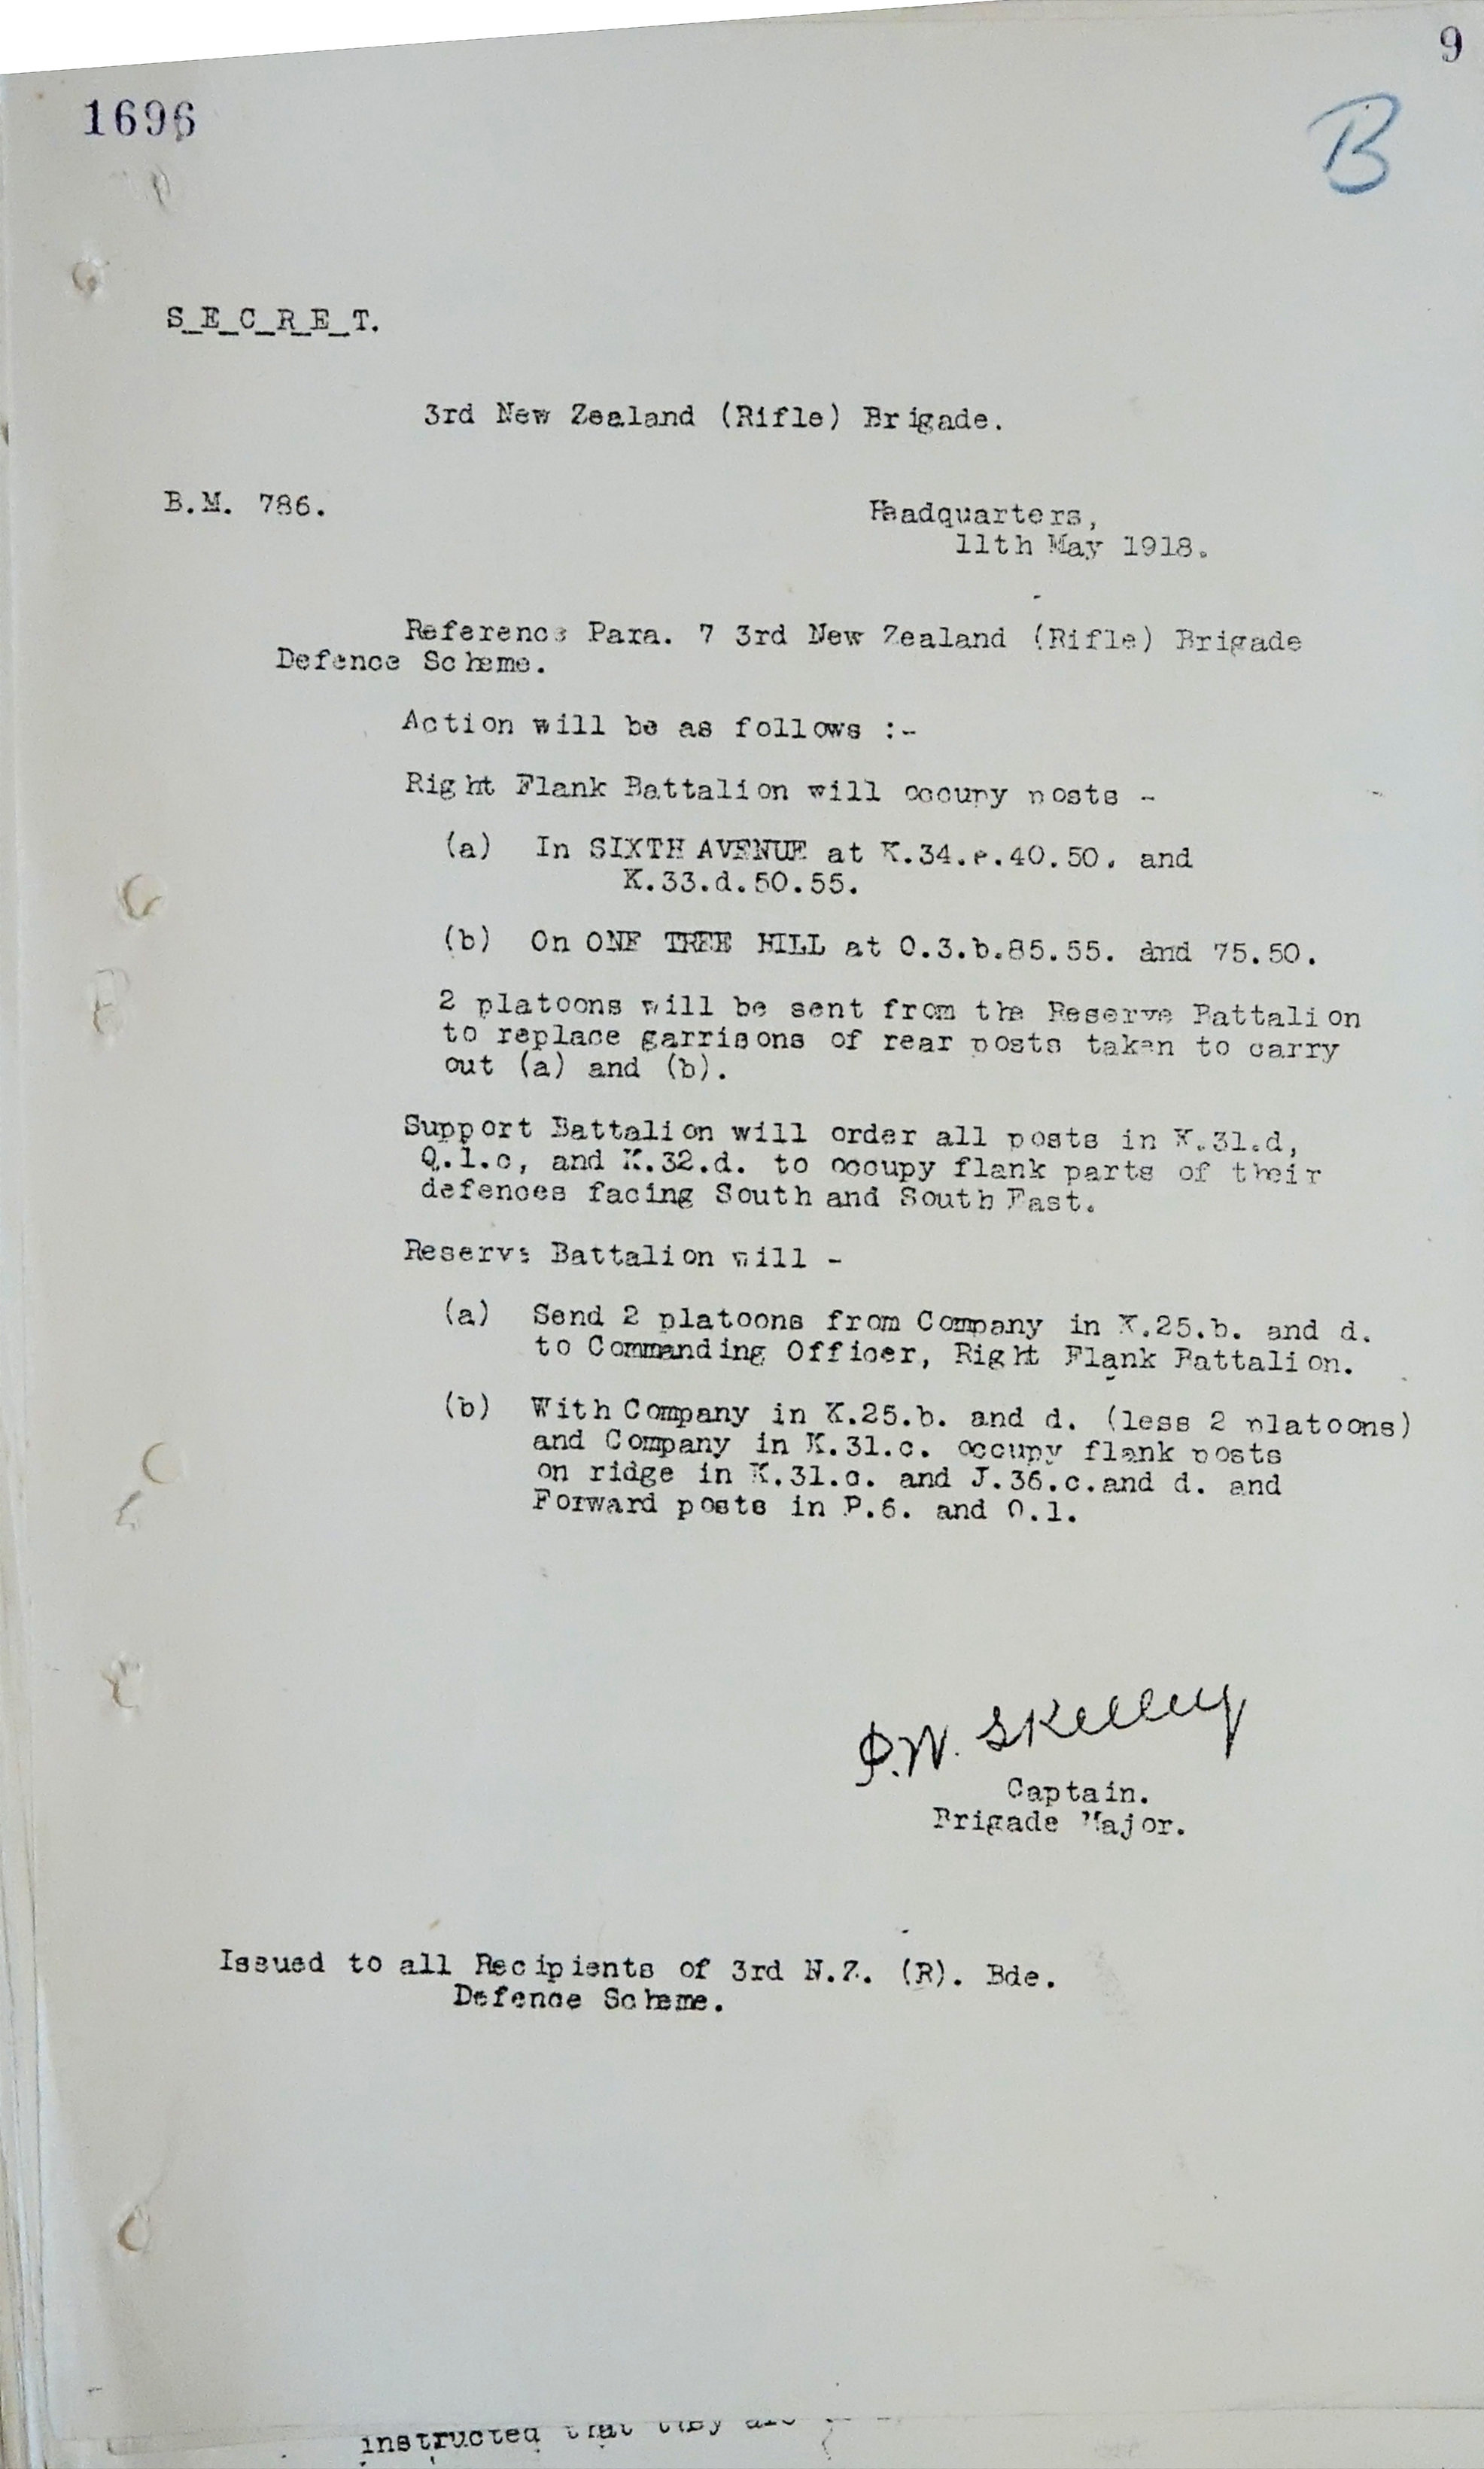 9
1696
B
S_E_C_R_E_T.
3rd New Zealand (Rifle) Brigade.
B.M. 786.
Headquarters,
11th May 1918.
Reference Para. 7 3rd New Zealand (Rifle) Brigade
Defence Scheme.
Action will be as follows :-
Right Flank Battalion will occupy posts -
(a) In SIXTH AVENUE at K.34. .40.50. and
K.33.d.50.55.
(b) On ONE TREE HILL at Q.3.b.85.55. and 75.50.
2 platoons will be sent from the Reserve Battalion
to replace garrisons of rear posts taken to carry
out (a) and (b).
Support Battalion will order all posts in K.31.d,
Q.1.c, and K.32.d. to occupy flank parts of their
defences facing South and South East.
Reserve Battalion will -
(a) Send 2 platoons from Company in K.25.b. and d.
to Commanding Officer, Right Flank Battalion.
(b) With Company in K.25.b. and d. (less 2 platoons)
and Company in K.31.c. occupy flank posts
on ridge in K.31.c. and J.36.c.and d. and
Forward posts in P.6. and Q.1.
P.W. Skelley
Captain.
Brigade Major.
Issued to all Recipients of 3rd N.Z. (R). Bde.
Defence Scheme.
instructed that they are